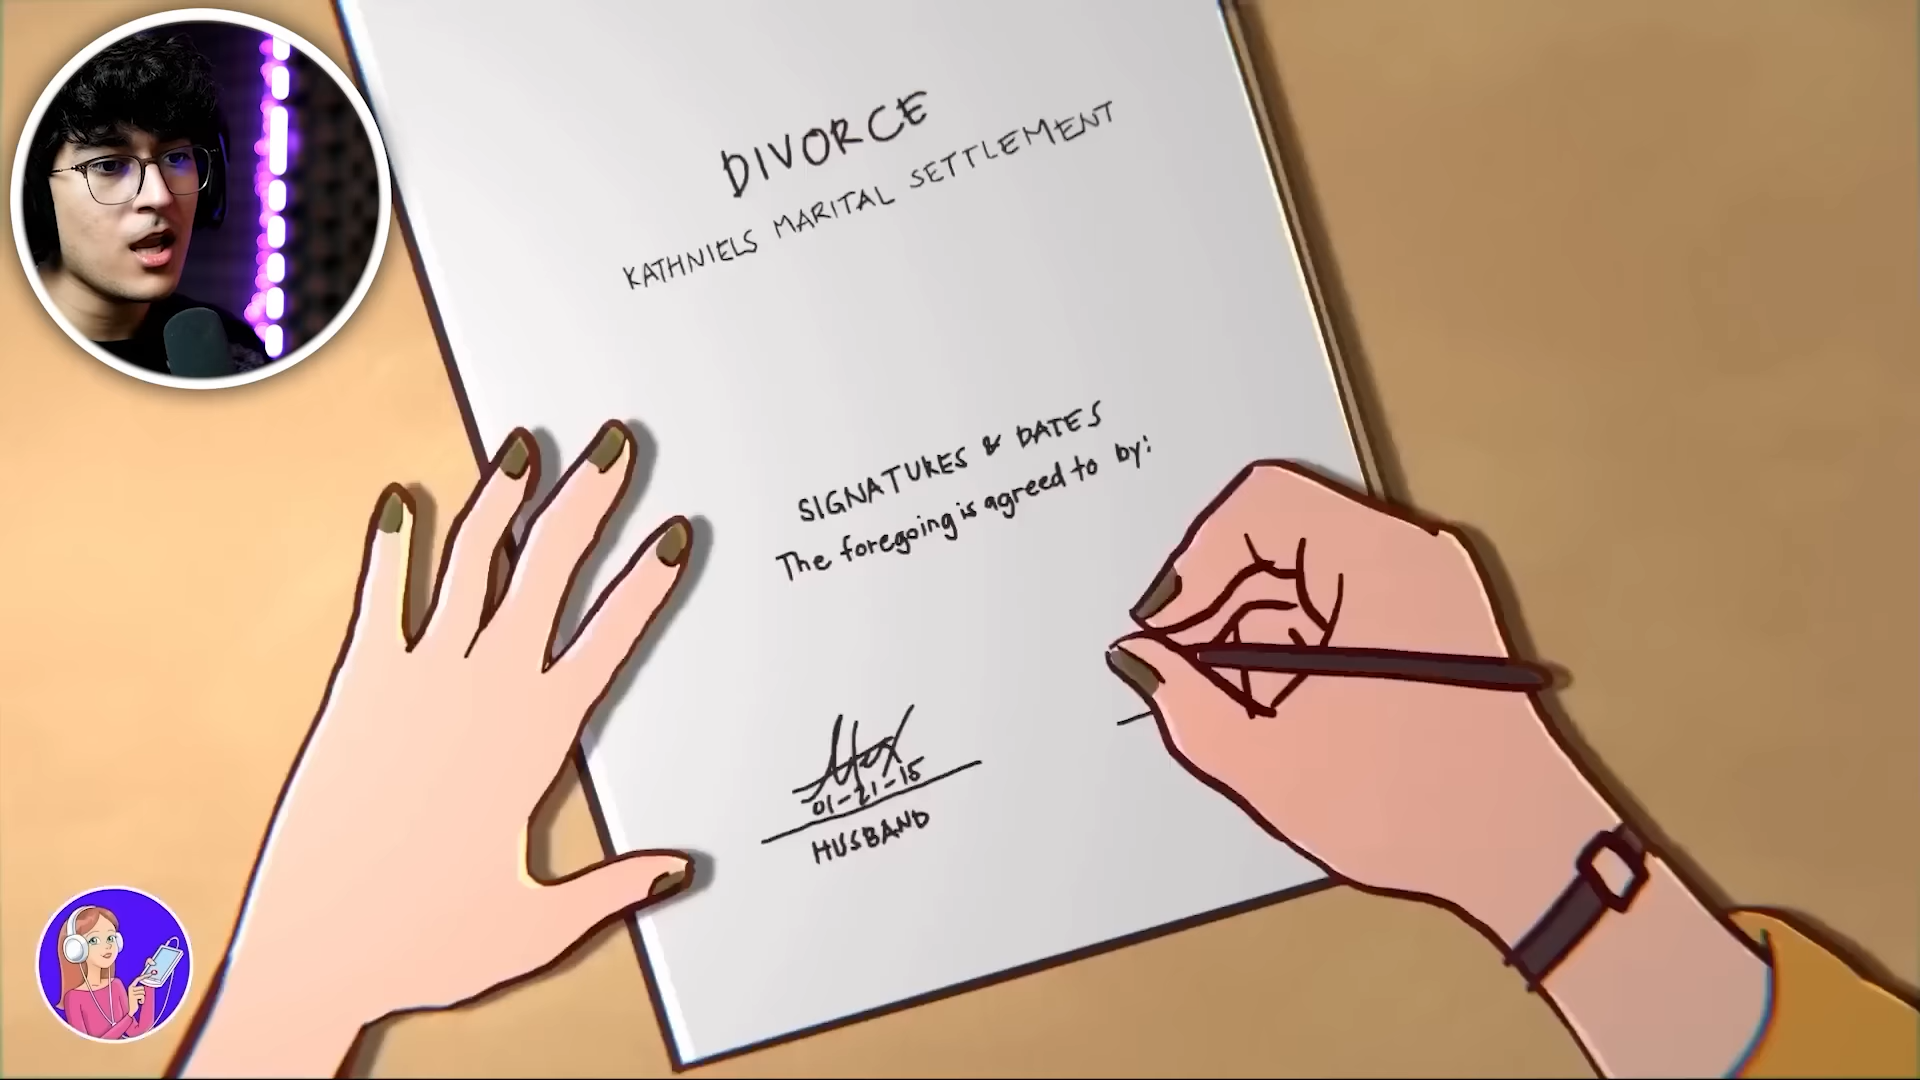 DIVORCE
KATHNIELS MARITAL SETTLEMENT
SIGNATURES & DATES
The foregoing is agreed to by:
01-21-15
HUSBAND